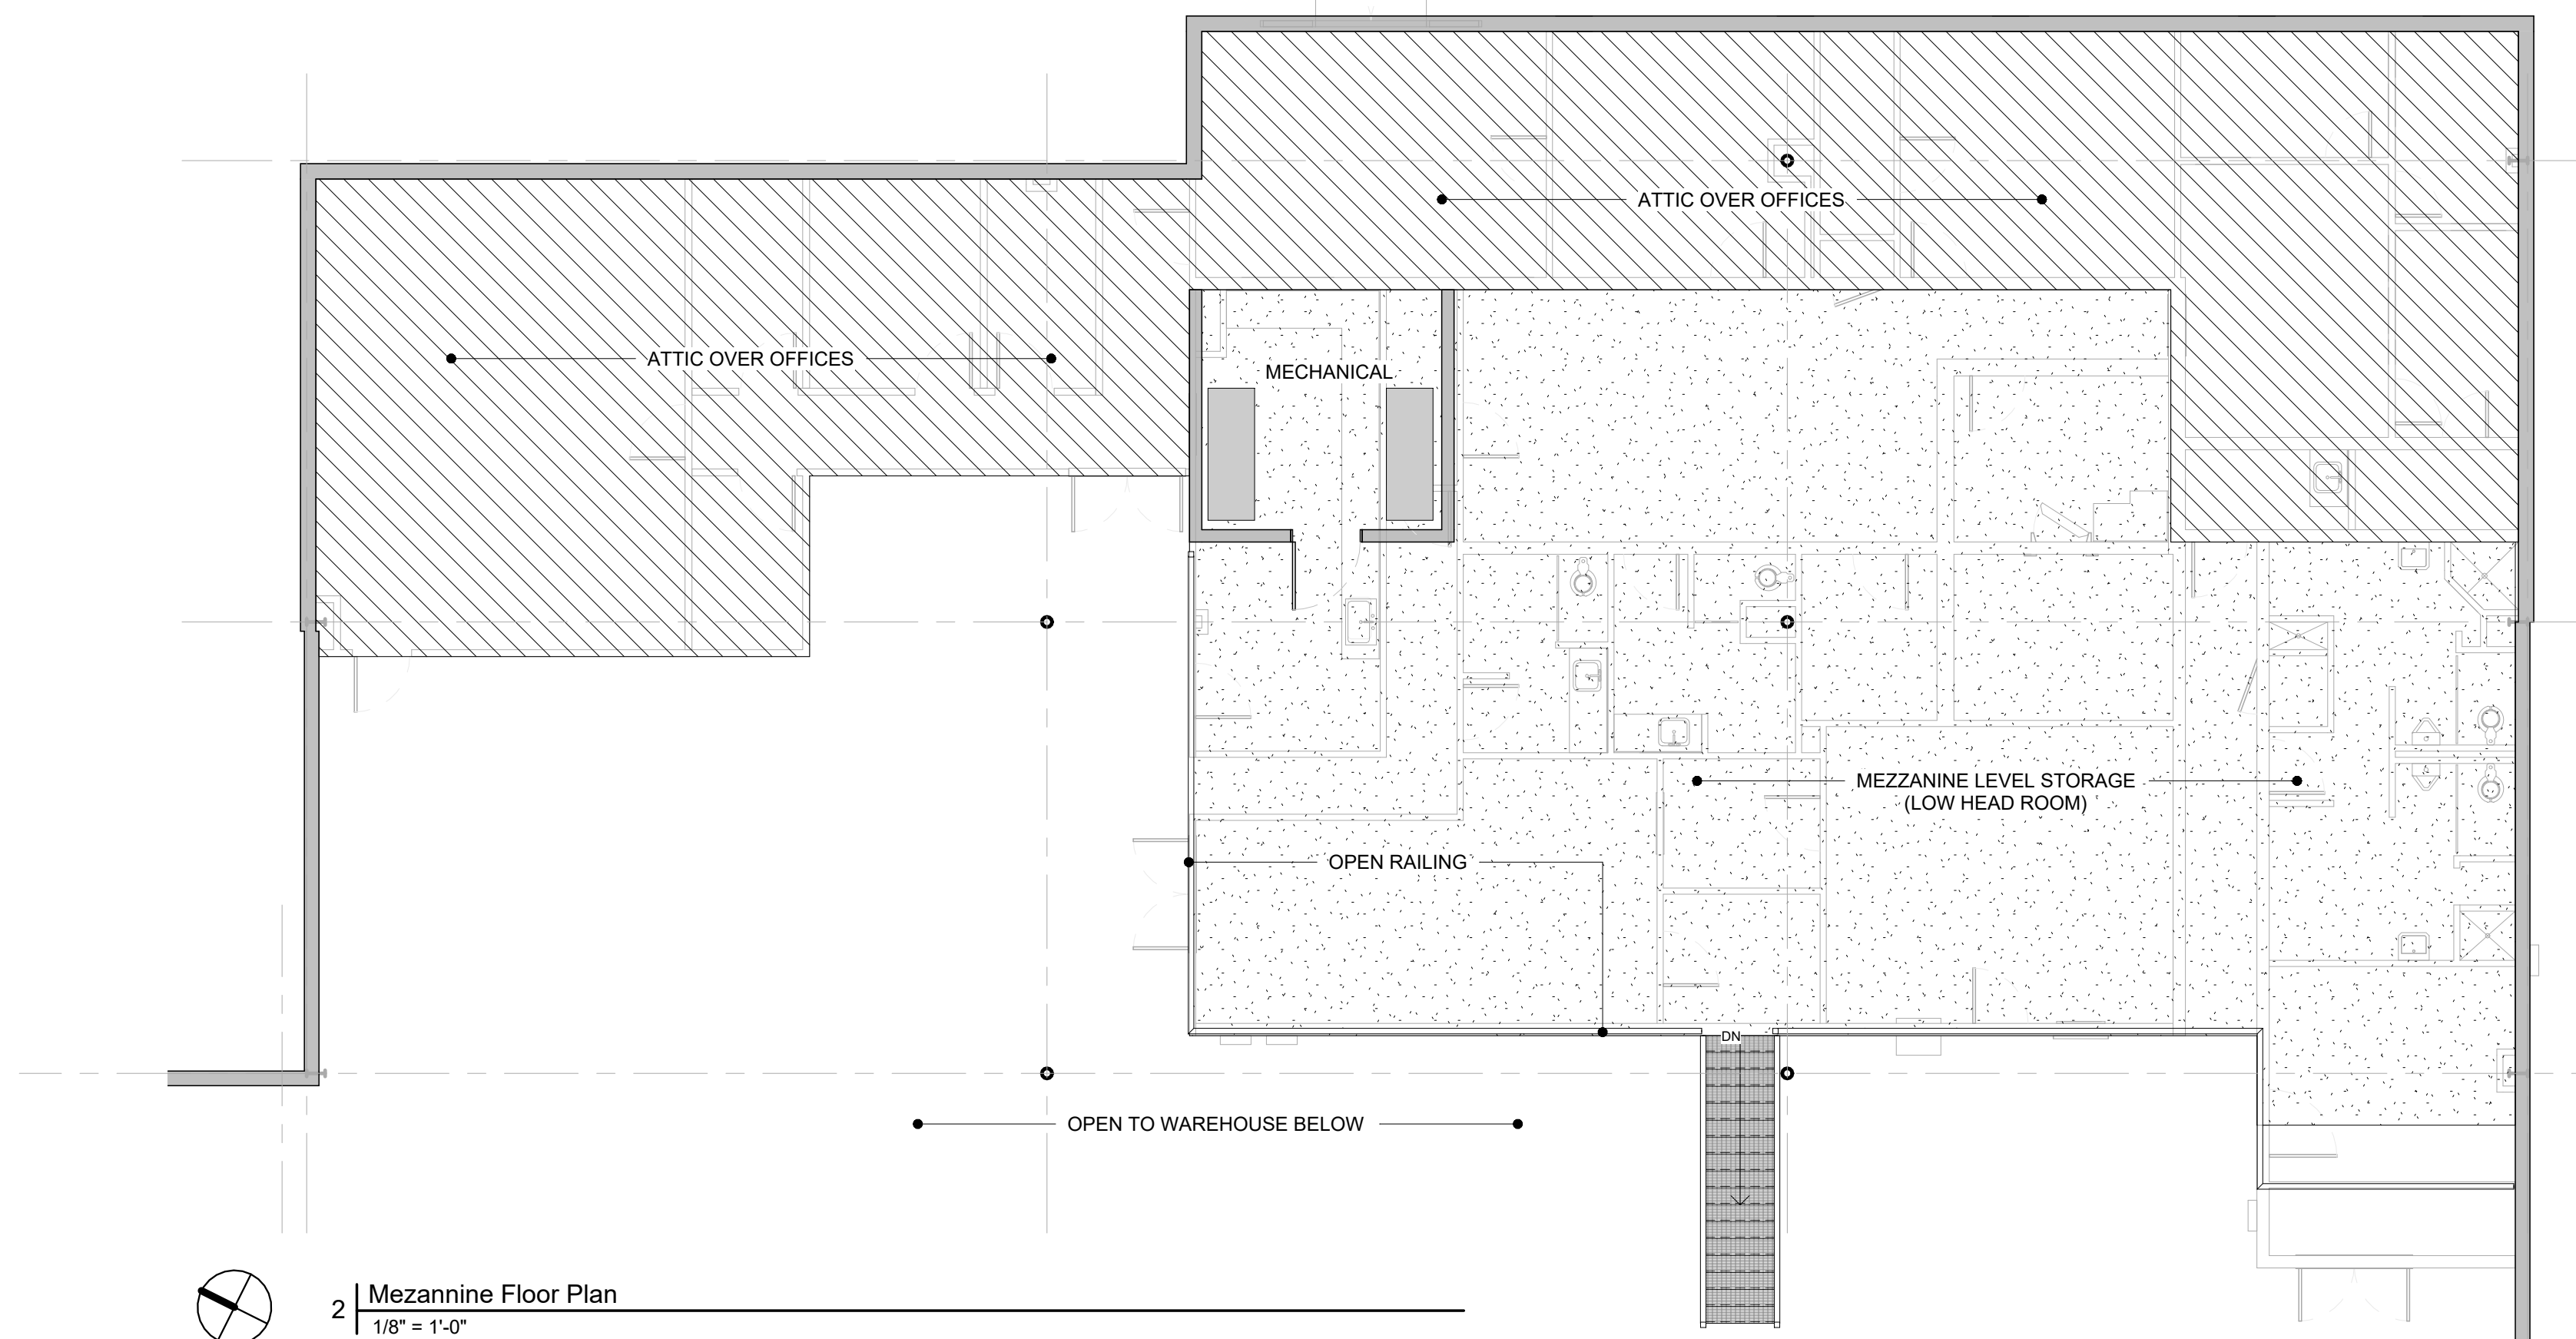 ATTIC OVER OFFICES
ATTIC OVER OFFICES
MECHANICAL
MEZZANINE LEVEL STORAGE
(LOW HEAD ROOM)
OPEN RAILING
DN
OPEN TO WAREHOUSE BELOW
2
Mezannine Floor Plan
1/8" = 1'-0"